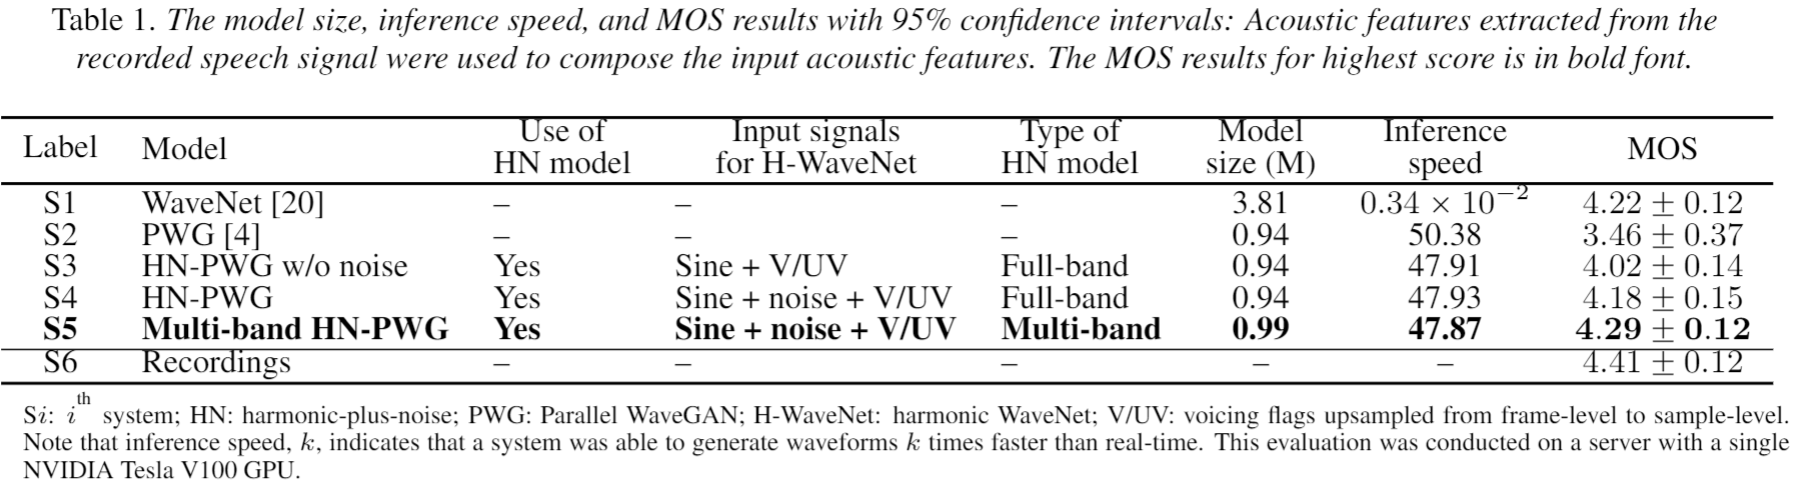 Table 1. The model size, inference speed, and MOS results with 95% confidence intervals: Acoustic features extracted from the
recorded speech signal were used to compose the input acoustic features. The MOS results for highest score is in bold font.
Label Model Use of HN model Input signals for H-WaveNet Type of HN model Model size (M) Inference speed MOS
S1 WaveNet [20] – – – 3.81 0.34 × 10⁻² 4.22 ± 0.12
S2 PWG [4] – – – 0.94 50.38 3.46 ± 0.37
S3 HN-PWG w/o noise Yes Sine + V/UV Full-band 0.94 47.91 4.02 ± 0.14
S4 HN-PWG Yes Sine + noise + V/UV Full-band 0.94 47.93 4.18 ± 0.15
S5 Multi-band HN-PWG Yes Sine + noise + V/UV Multi-band 0.99 47.87 4.29 ± 0.12
S6 Recordings – – – – – 4.41 ± 0.12
Si: i^th system; HN: harmonic-plus-noise; PWG: Parallel WaveGAN; H-WaveNet: harmonic WaveNet; V/UV: voicing flags upsampled from frame-level to sample-level.
Note that inference speed, k, indicates that a system was able to generate waveforms k times faster than real-time. This evaluation was conducted on a server with a single
NVIDIA Tesla V100 GPU.